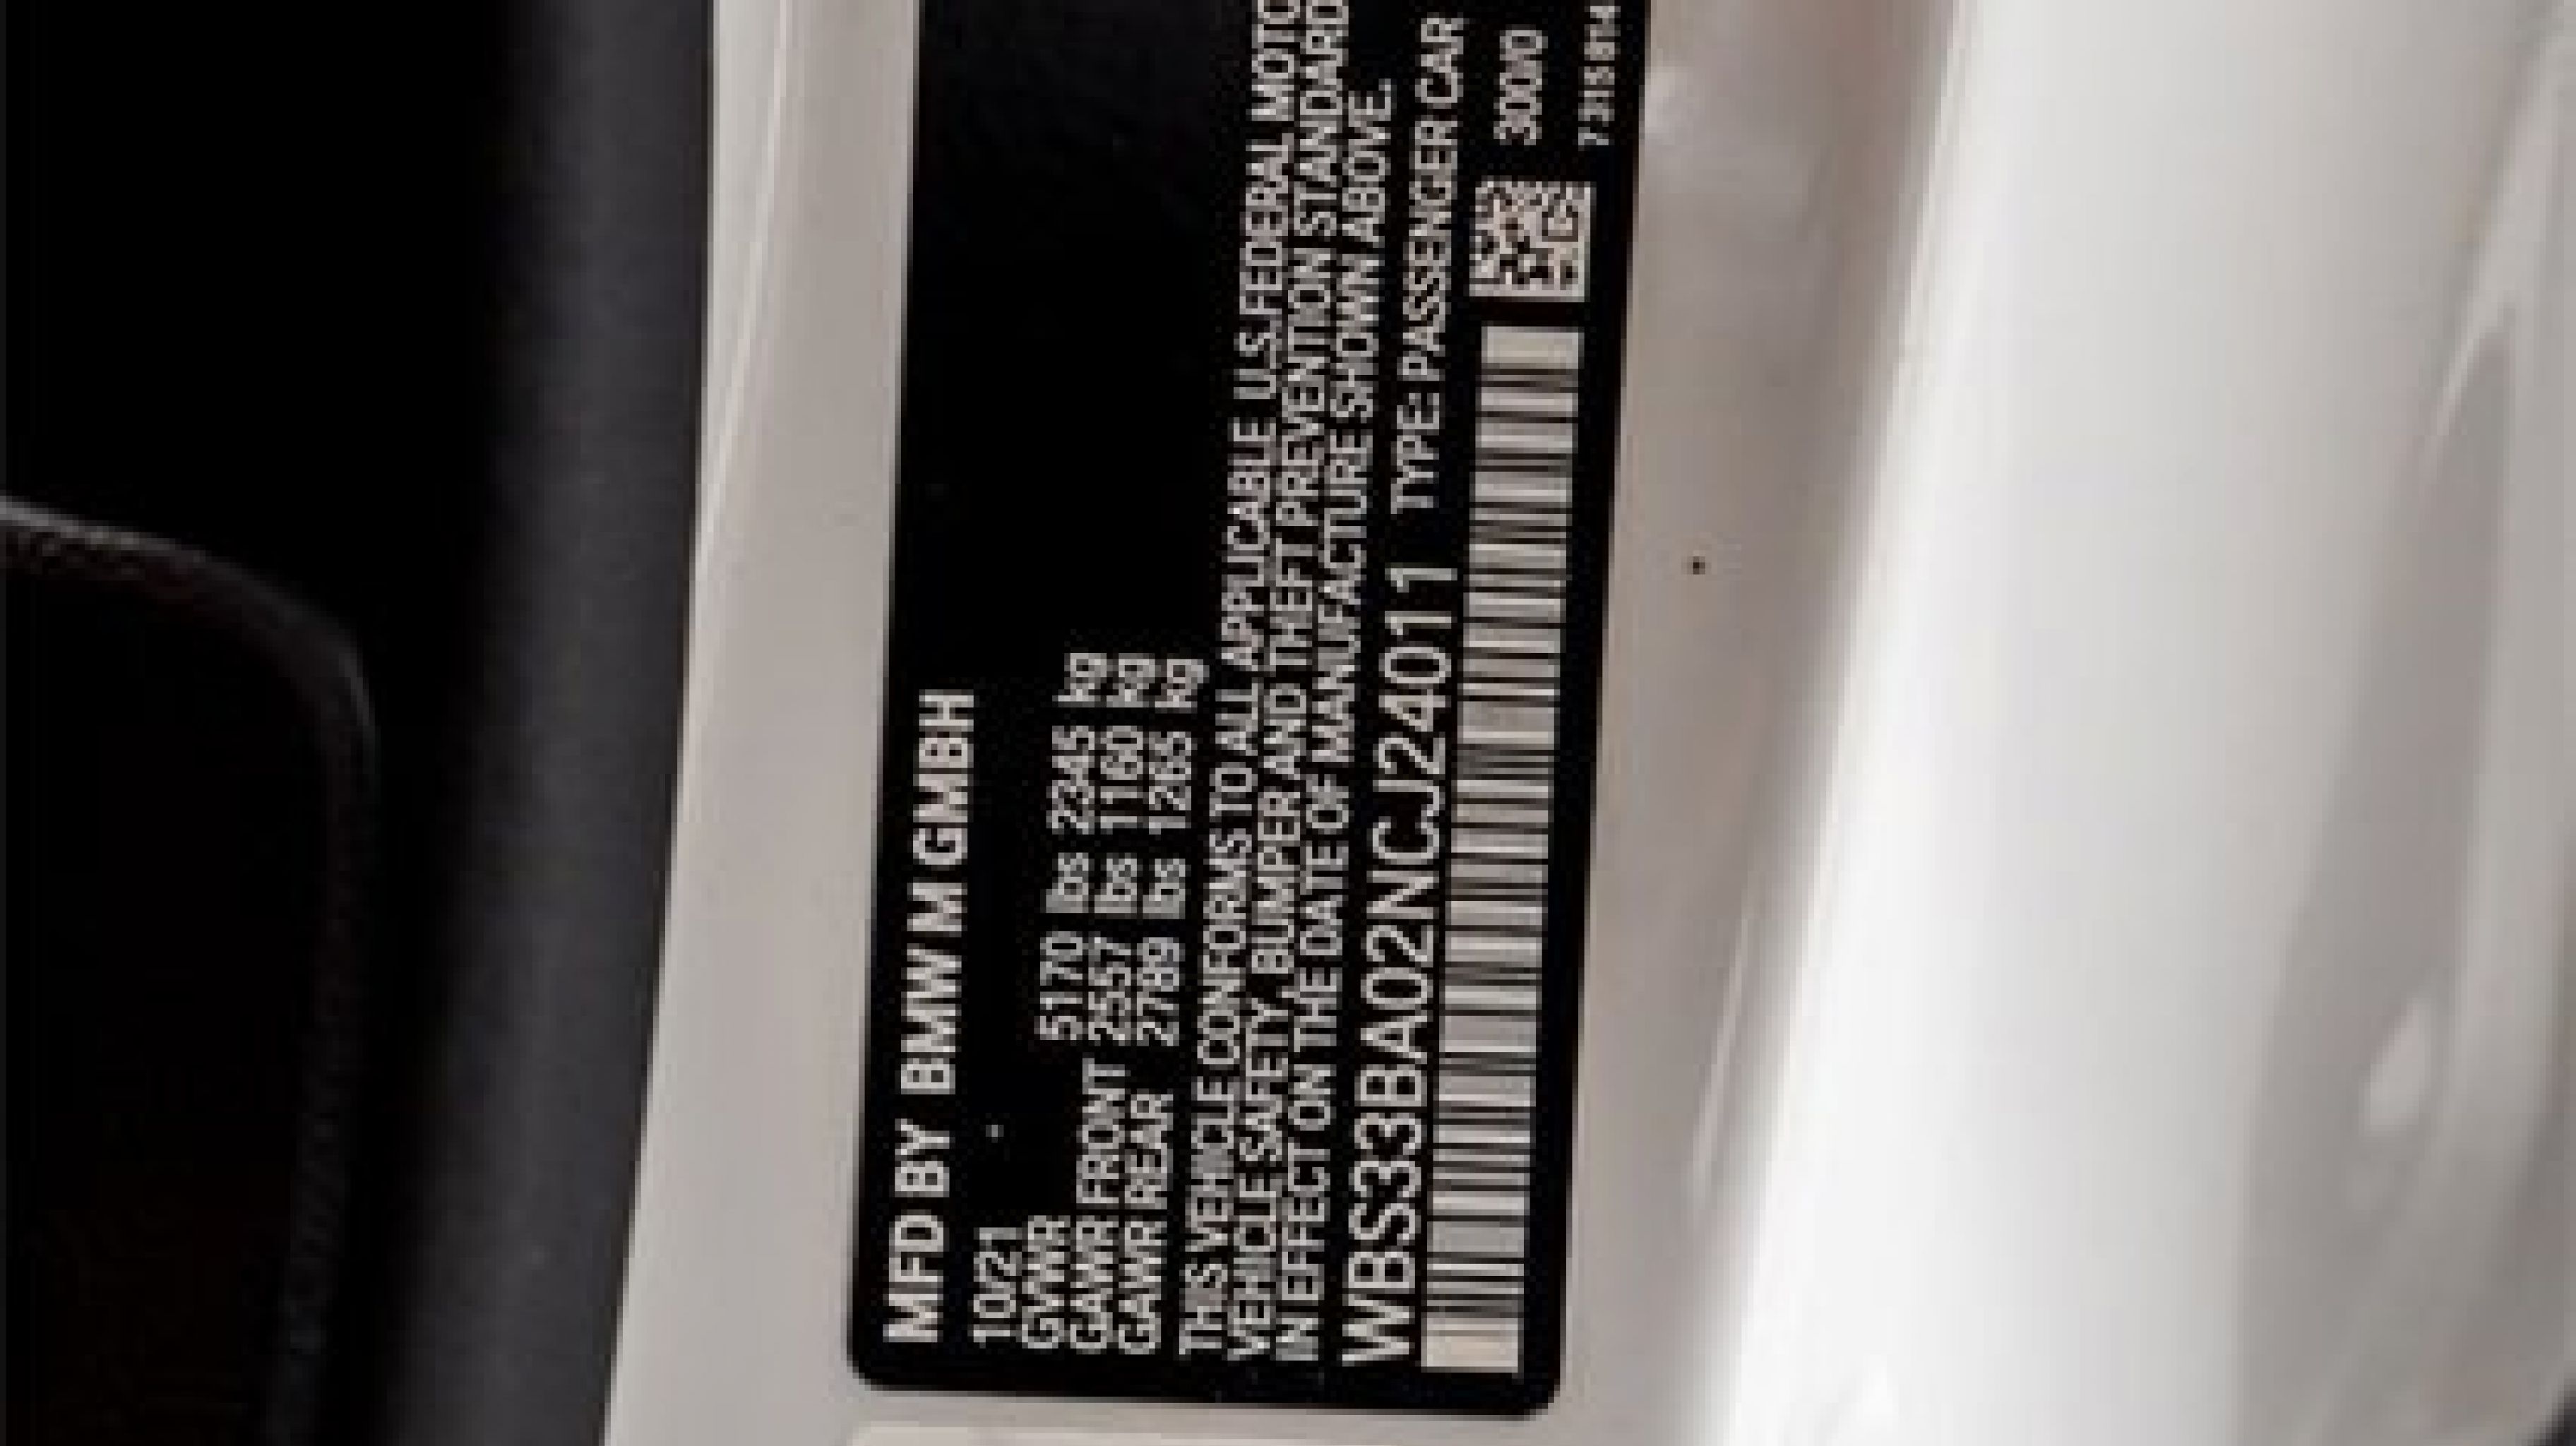 MFD BY BMW M GMBH
10/21
GVWR 5170 lbs 2345 kg
GAWR FRONT 2557 lbs 1160 kg
GAWR REAR 2789 lbs 1265 kg
THIS VEHICLE CONFORMS TO ALL APPLICABLE U.S.FEDERAL MOTO
VEHICLE SAFETY, BUMPER AND THEFT PREVENTION STANDARD
IN EFFECT ON THE DATE OF MANUFACTURE SHOWN ABOVE.
WBS33BA02NCJ24011 TYPE: PASSENGER CAR
300/0